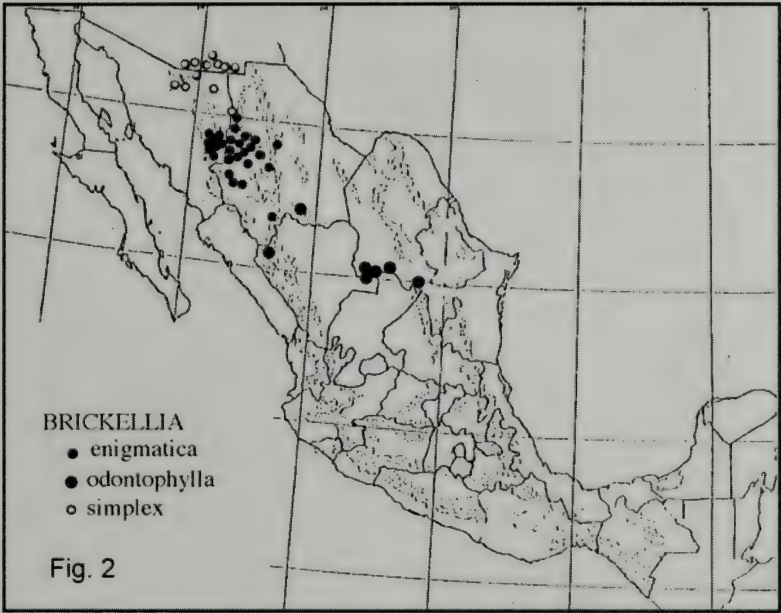 BRICKELLIA
● enigmatica
● odontophylla
○ simplex
Fig. 2